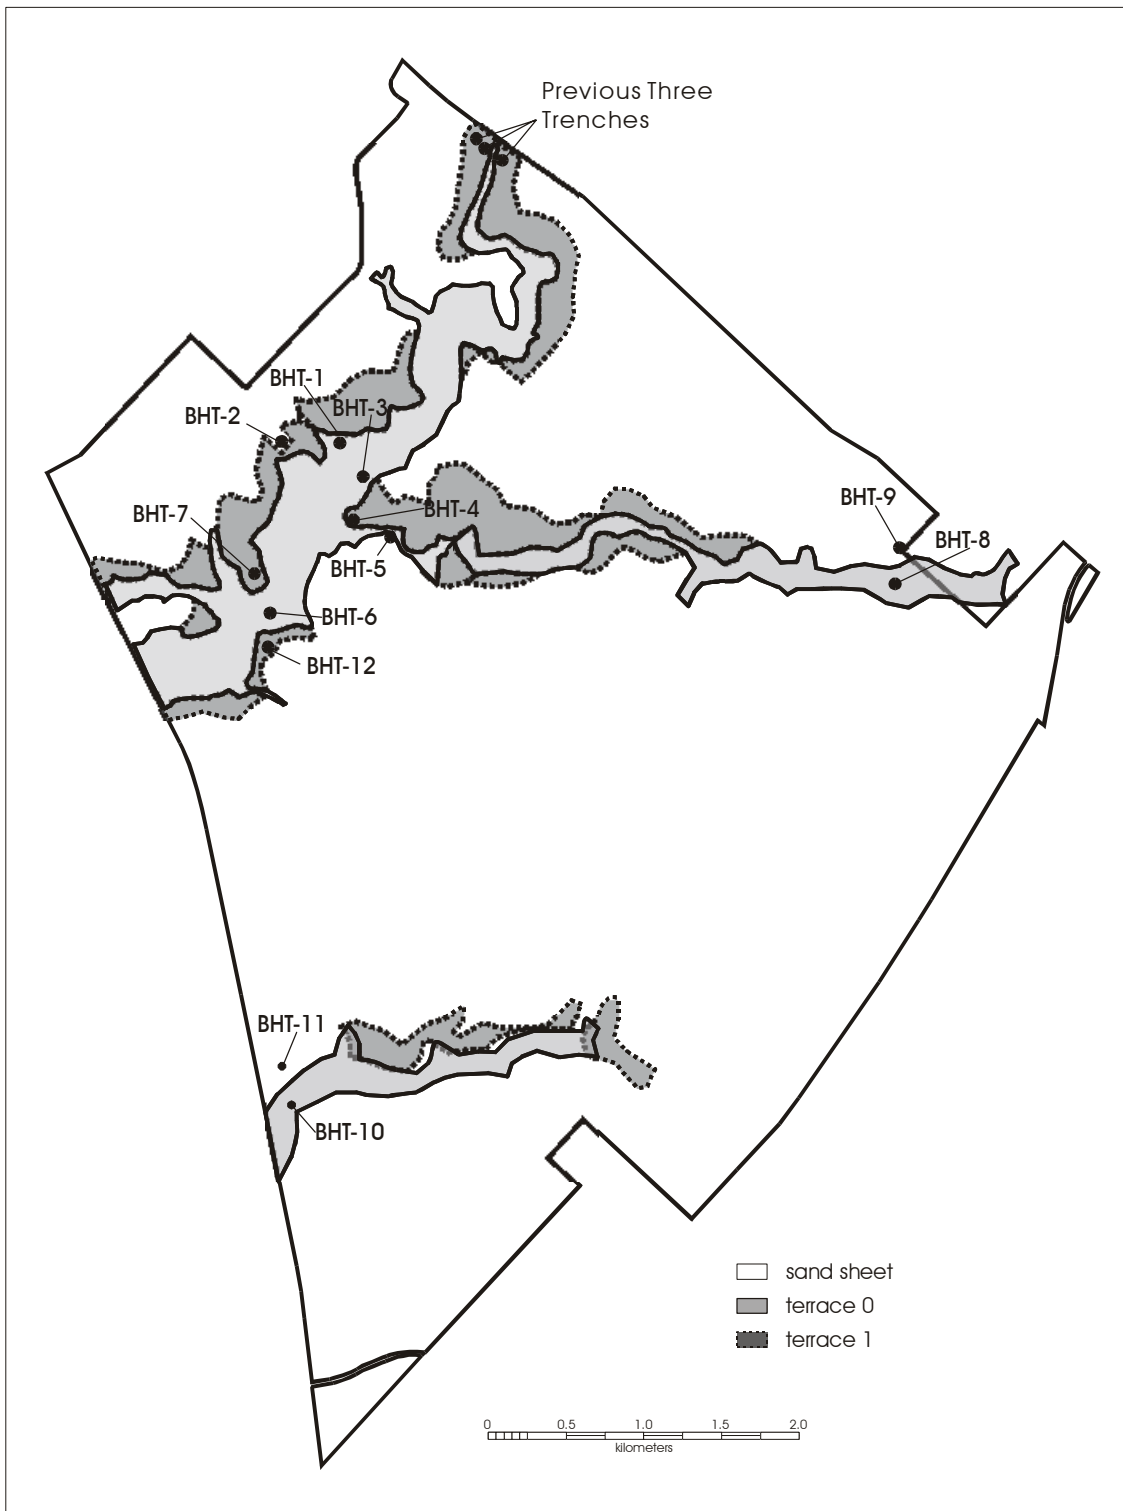 Previous Three
Trenches
BHT-1
BHT-3
BHT-2
BHT-9
BHT-4
BHT-7
BHT-8
BHT-5
BHT-6
BHT-12
BHT-11
BHT-10
sand sheet
terrace 0
terrace 1
0 0.5 1.0 1.5 2.0
kilometers